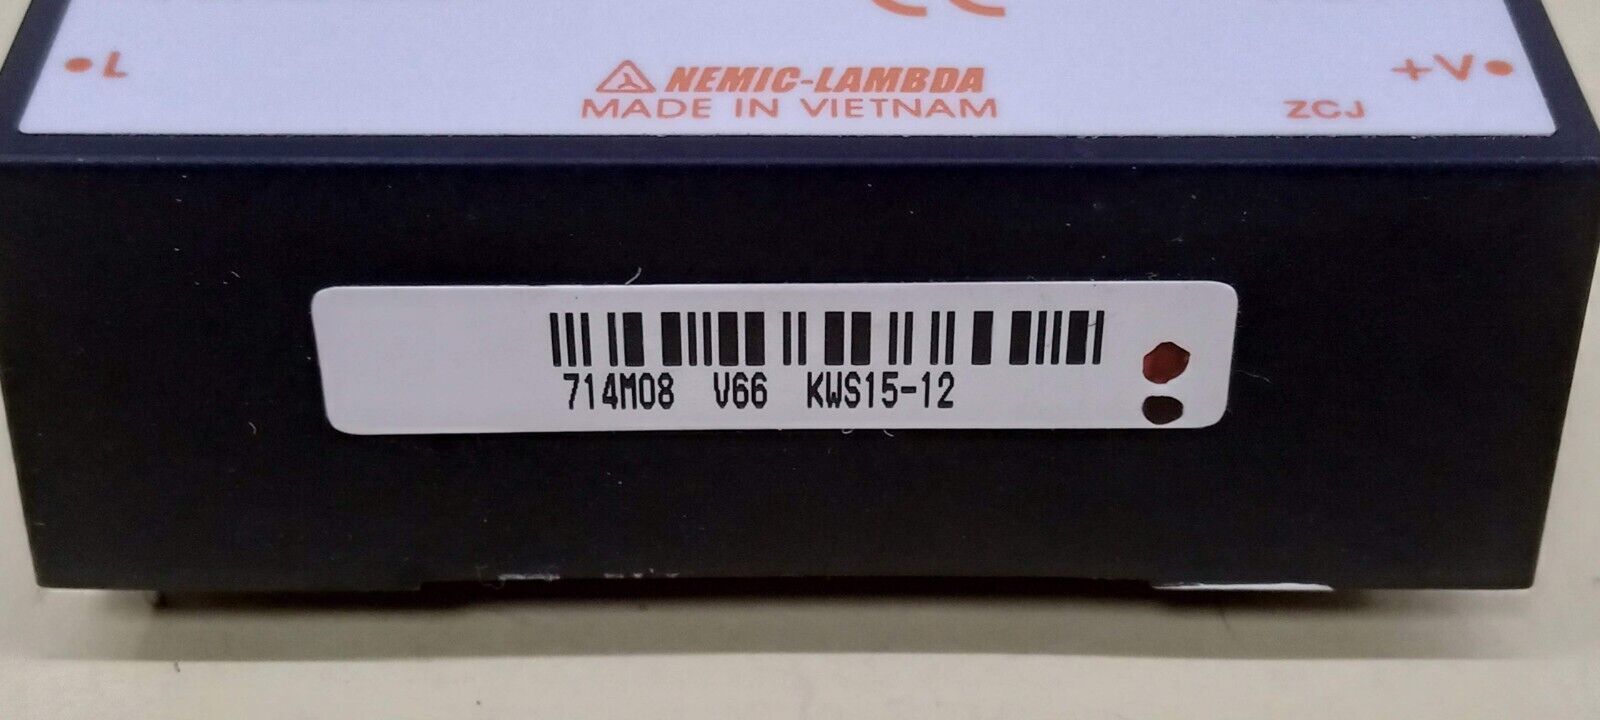 L
NEMIC-LAMBDA
+V
MADE IN VIETNAM
ZCJ
714M08 V66 KWS15-12